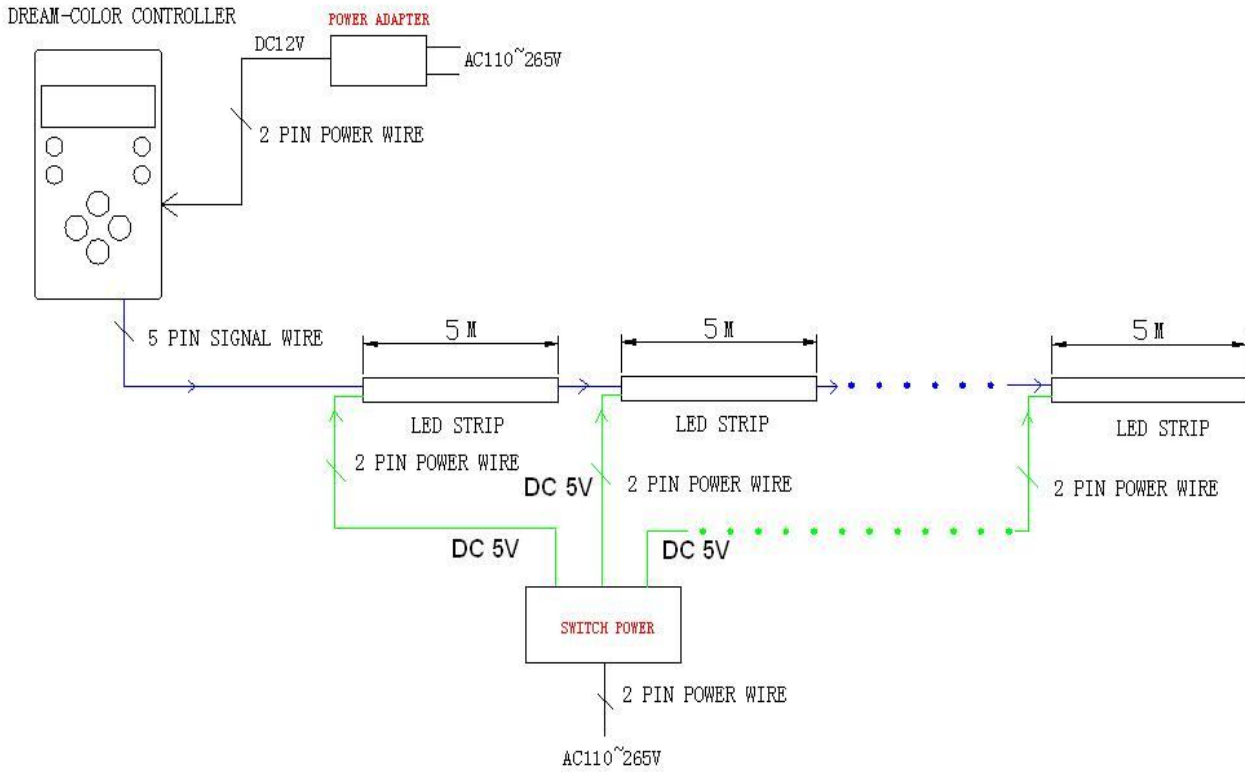 DREAM-COLOR CONTROLLER
POWER ADAPTER
DC12V
AC110~265V
2 PIN POWER WIRE
5 PIN SIGNAL WIRE
5 M
5 M
5 M
LED STRIP
LED STRIP
LED STRIP
2 PIN POWER WIRE
DC 5V
2 PIN POWER WIRE
2 PIN POWER WIRE
DC 5V
DC 5V
SWITCH POWER
2 PIN POWER WIRE
AC110~265V